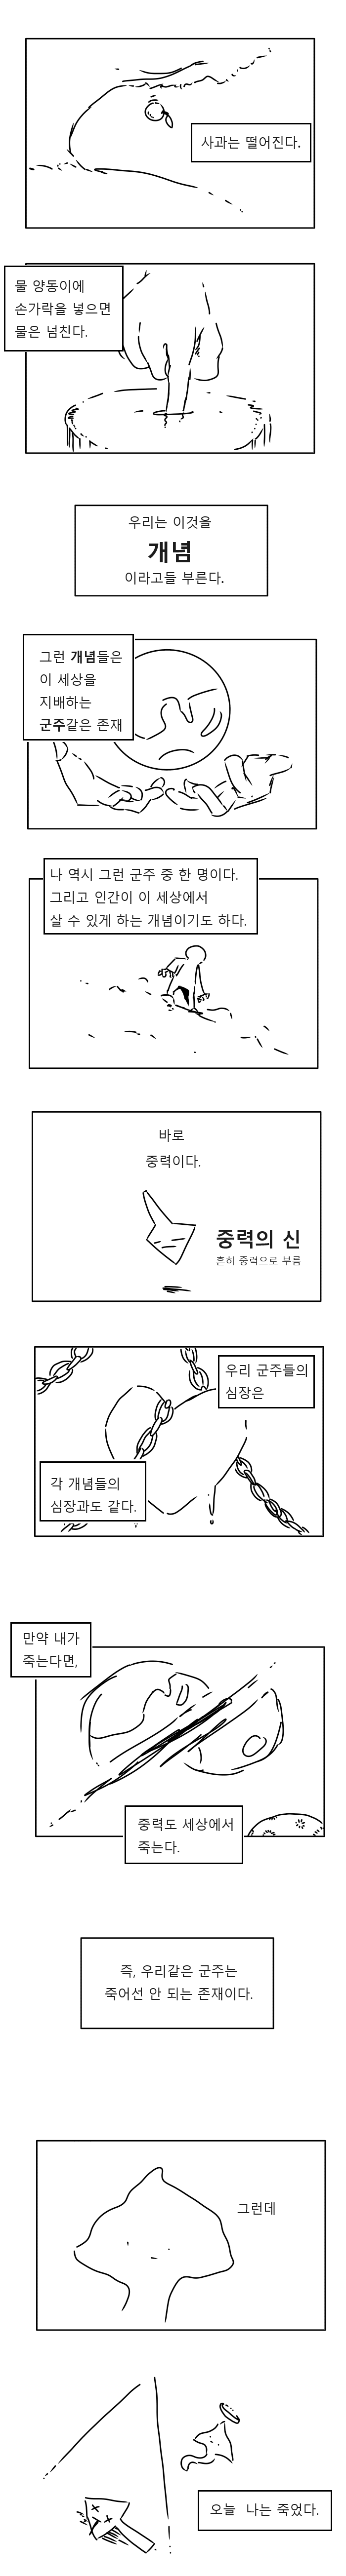 사과는 떨어진다.
물 양동이에
손가락을 넣으면
물은 넘친다.
우리는 이것을
개념
이라고들 부른다.
그런 개념들은
이 세상을
지배하는
군주같은 존재
나 역시 그런 군주 중 한 명이다.
그리고 인간이 이 세상에서
살 수 있게 하는 개념이기도 하다.
바로
중력이다.
중력의 신
흔히 중력으로 부름
우리 군주들의
심장은
각 개념들의
심장과도 같다.
만약 내가
죽는다면,
중력도 세상에서
죽는다.
즉, 우리같은 군주는
죽어선 안 되는 존재이다.
그런데
오늘 나는 죽었다.